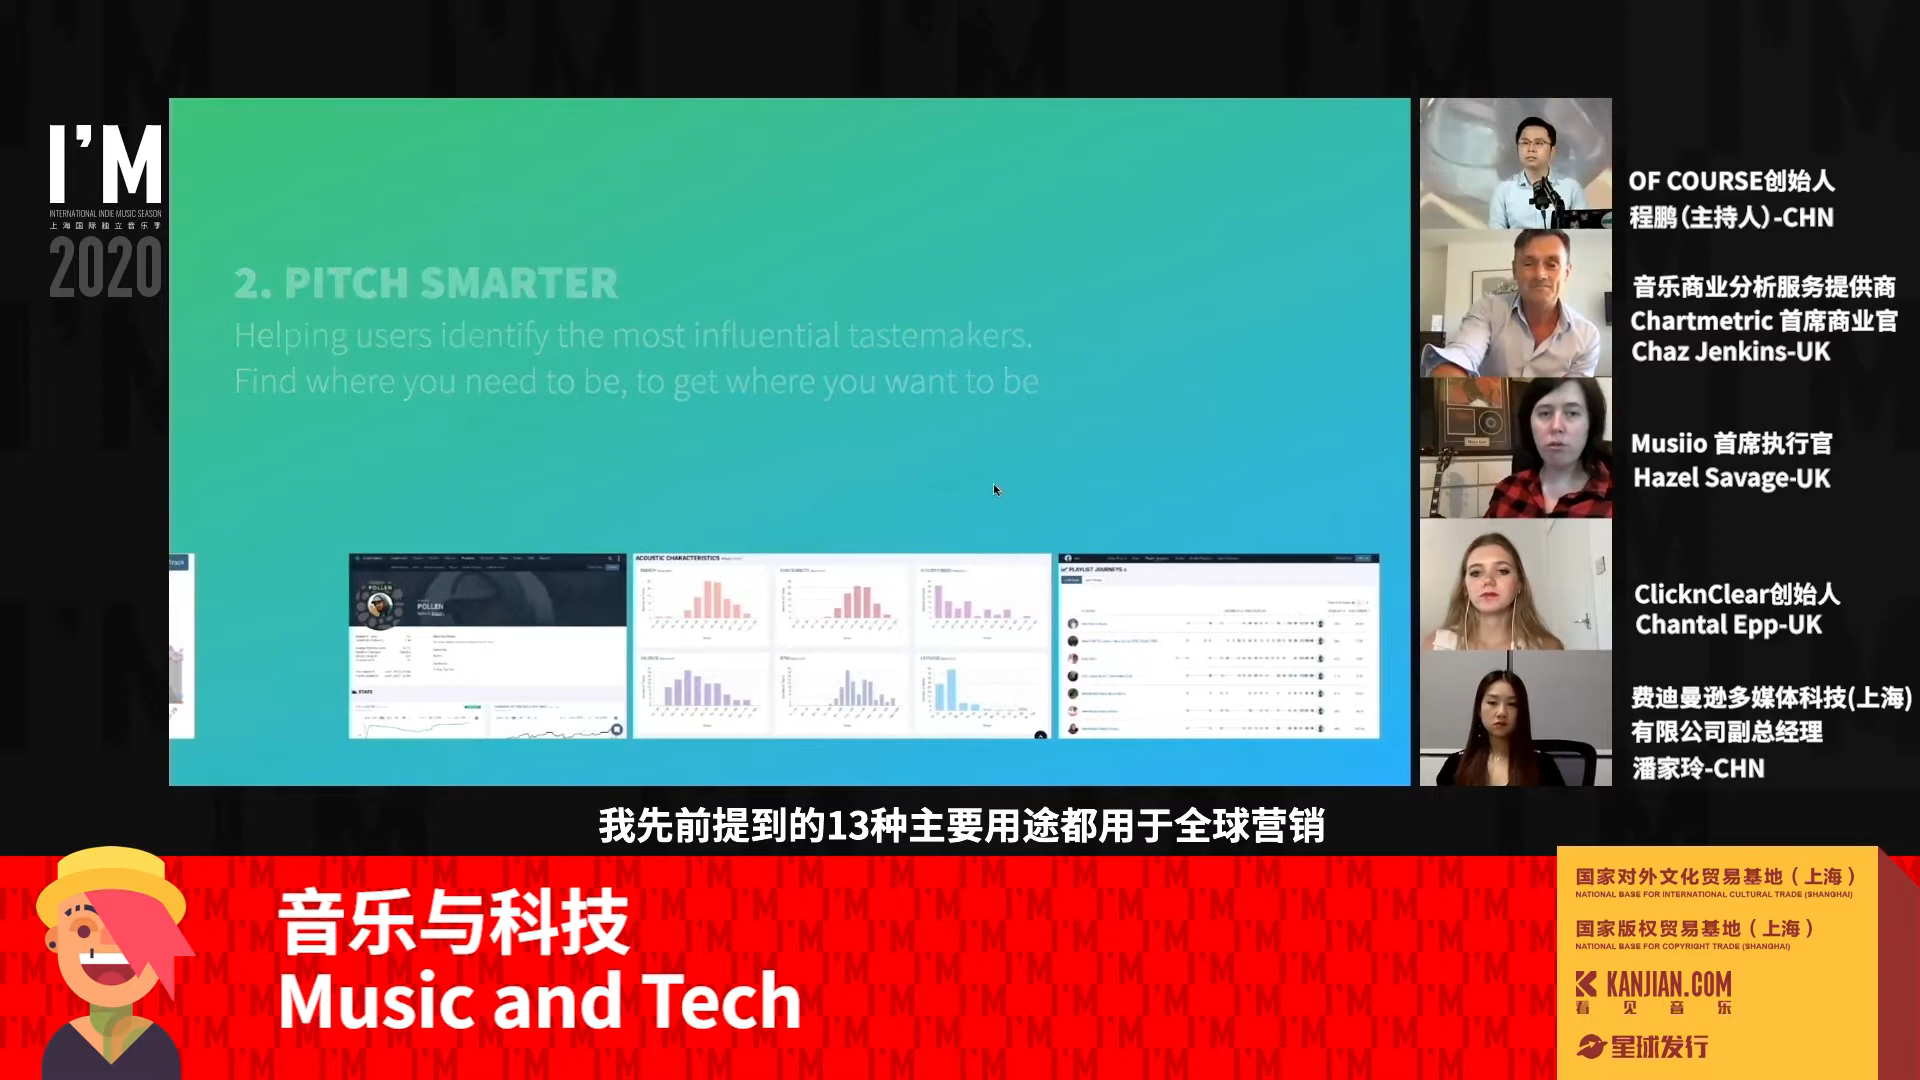 I'M
INTERNATIONAL INDIE MUSIC SEASON
上海国际独立音乐季
2020
2. PITCH SMARTER
Helping users identify the most influential tastemakers.
Find where you need to be, to get where you want to be
Track
POLLEN
STATS
ACOUSTIC CHARACTERISTICS
PLAYLIST JOURNEYS
OF COURSE创始人
程鹏(主持人)-CHN
音乐商业分析服务提供商
Chartmetric 首席商业官
Chaz Jenkins-UK
Musiio 首席执行官
Hazel Savage-UK
ClicknClear创始人
Chantal Epp-UK
费迪曼逊多媒体科技(上海)
有限公司副总经理
潘家玲-CHN
我先前提到的13种主要用途都用于全球营销
音乐与科技
Music and Tech
国家对外文化贸易基地(上海)
NATIONAL BASE FOR INTERNATIONAL CULTURAL TRADE (SHANGHAI)
国家版权贸易基地(上海)
NATIONAL BASE FOR COPYRIGHT TRADE (SHANGHAI)
KANJIAN.COM
看见音乐
星球发行